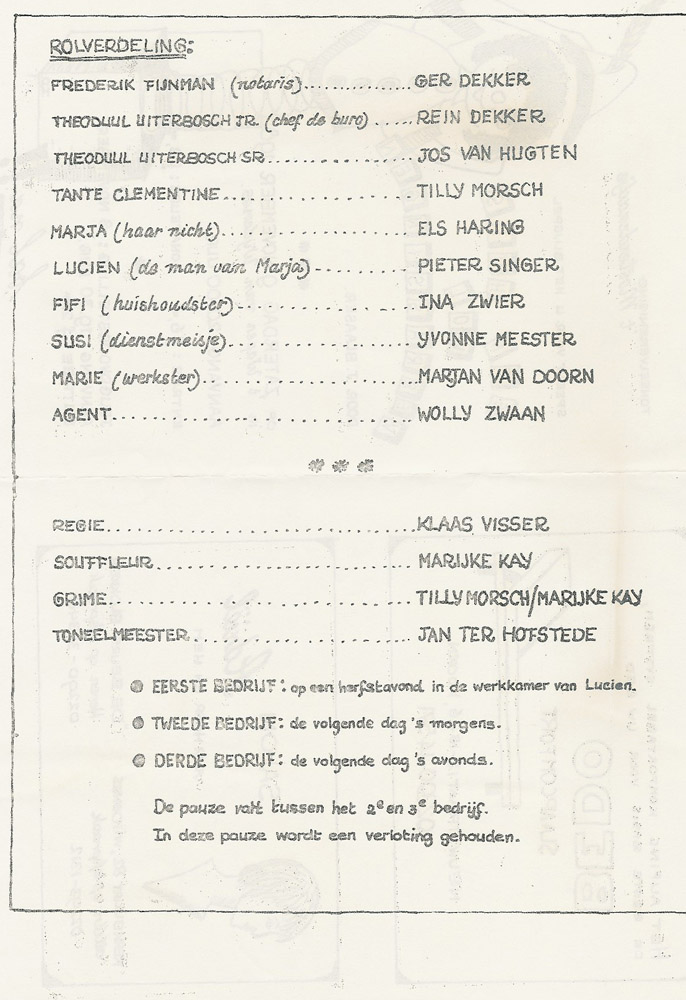 ROLVERDELING:
FREDERIK FIJNMAN (notaris)..............GER DEKKER
THEODUUL UITERBOSCH JR. (chef de buro).....REIN DEKKER
THEODUUL UITERBOSCH SR...............JOS VAN HUGTEN
TANTE CLEMENTINE....................TILLY MORSCH
MARJA (haar nicht)....................ELS HARING
LUCIEN (de man van Marja)..........PIETER SINGER
FIFI (huishoudster)..................INA ZWIER
SUSI (dienstmeisje)...................YVONNE MEESTER
MARIE (werkster).....................MARJAN VAN DOORN
AGENT.............................WOLLY ZWAAN
* * *
REGIE.............................KLAAS VISSER
SOUFFLEUR........................MARIJKE KAY
GRIME............................TILLY MORSCH/MARIJKE KAY
TONEELMEESTER....................JAN TER HOFSTEDE
● EERSTE BEDRIJF: op een herfstavond in de werkkamer van Lucien.
● TWEEDE BEDRIJF: de volgende dag 's morgens.
● DERDE BEDRIJF: de volgende dag 's avonds.
De pauze valt tussen het 2e en 3e bedrijf.
In deze pauze wordt een verloting gehouden.